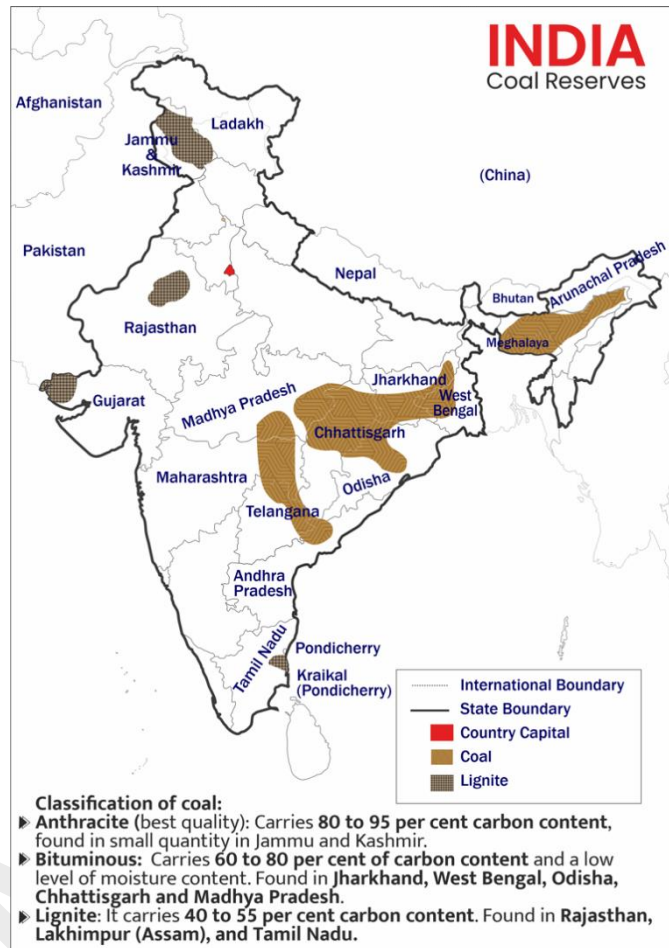 INDIA
Coal Reserves
Afghanistan
Ladakh
Jammu
&
Kashmir
(China)
Pakistan
Nepal
Bhutan
Arunachal Pradesh
Rajasthan
Meghalaya
Gujarat
Madhya Pradesh
Jharkhand
West
Bengal
Chhattisgarh
Maharashtra
Odisha
Telangana
Andhra
Pradesh
Tamil Nadu
Pondicherry
Kraikal
(Pondicherry)
International Boundary
State Boundary
Country Capital
Coal
Lignite
Classification of coal:
Anthracite (best quality): Carries 80 to 95 per cent carbon content,
found in small quantity in Jammu and Kashmir.
Bituminous: Carries 60 to 80 per cent of carbon content and a low
level of moisture content. Found in Jharkhand, West Bengal, Odisha,
Chhattisgarh and Madhya Pradesh.
Lignite: It carries 40 to 55 per cent carbon content. Found in Rajasthan,
Lakhimpur (Assam), and Tamil Nadu.